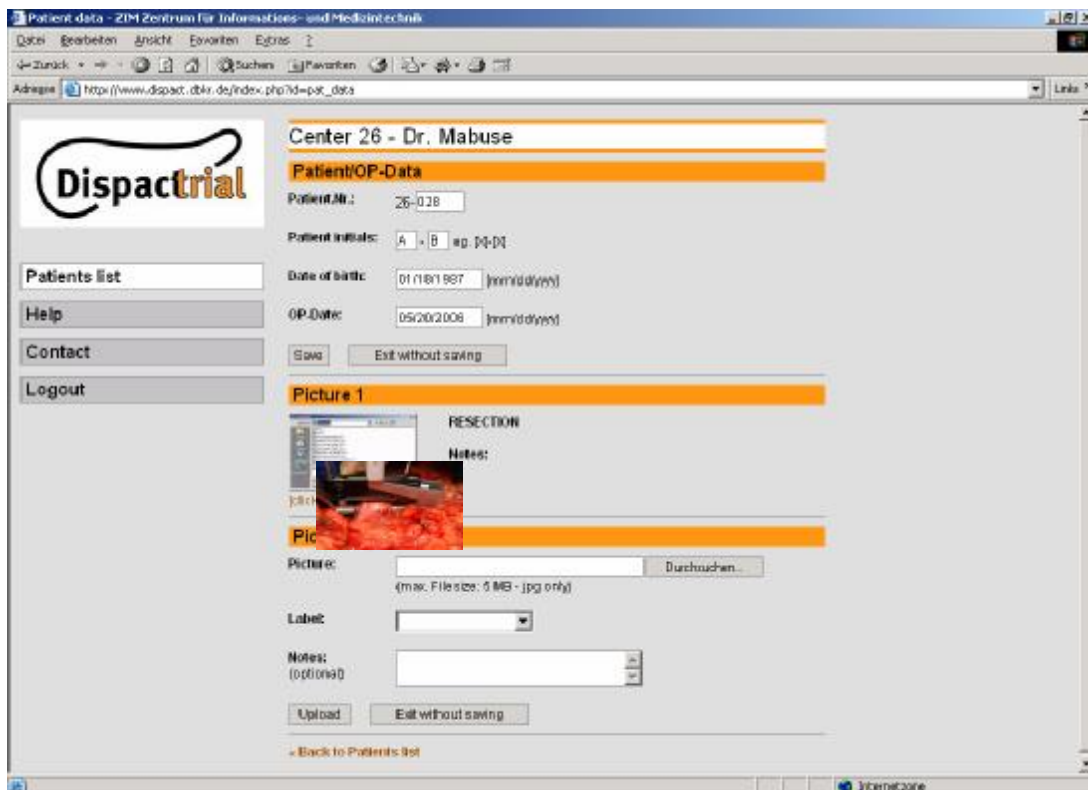 Patient data - ZIM Zentrum für Informations- und Medizintechnik
Datei Bearbeiten Ansicht Favoriten Extras ?
Zurück Suchen Favoriten
Adresse http://www.dispact.dbkr.de/index.php?id=pat_data Links
Dispactrial
Patients list
Help
Contact
Logout
Center 26 - Dr. Mabuse
Patient/OP-Data
Patient.Nr.: 26-028
Patient initials: A - B
Date of birth: 01/18/1987 [mm/dd/yyyy]
OP-Date: 05/20/2006 [mm/dd/yyyy]
Save Exit without saving
Picture 1
RESECTION
Notes:
Picture: Durchsuchen...
(max. Filesize: 5 MB - jpg only)
Label:
Notes:
(optional)
Upload Exit without saving
« Back to Patients list
Internetzone